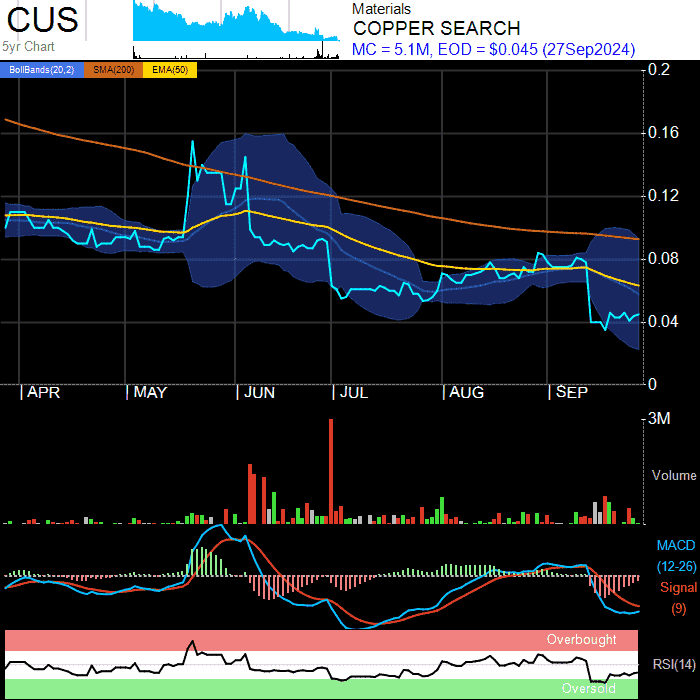 CUS
5yr Chart
Materials
COPPER SEARCH
MC = 5.1M, EOD = $0.045 (27Sep2024)
BollBands(20,2) SMA(200) EMA(50)
0.2
0.16
0.12
0.08
0.04
0
| APR | MAY | JUN | JUL | AUG | SEP
3M
Volume
MACD
(12-26)
Signal
(9)
Overbought
RSI(14)
Oversold